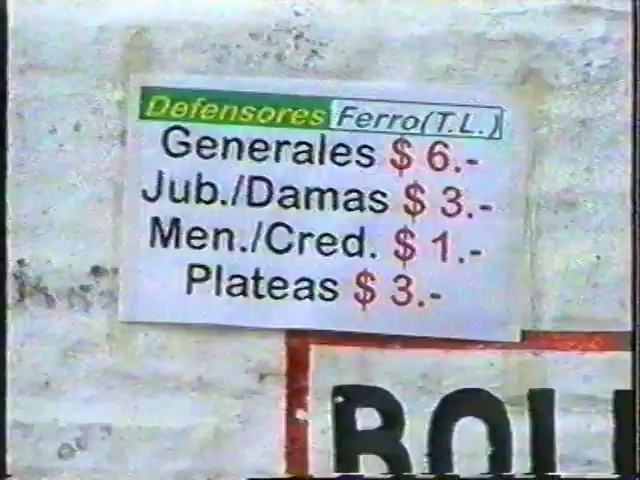 Defensores Ferro(T.L.)
Generales $ 6.-
Jub./Damas $ 3.-
Men./Cred. $ 1.-
Plateas $ 3.-